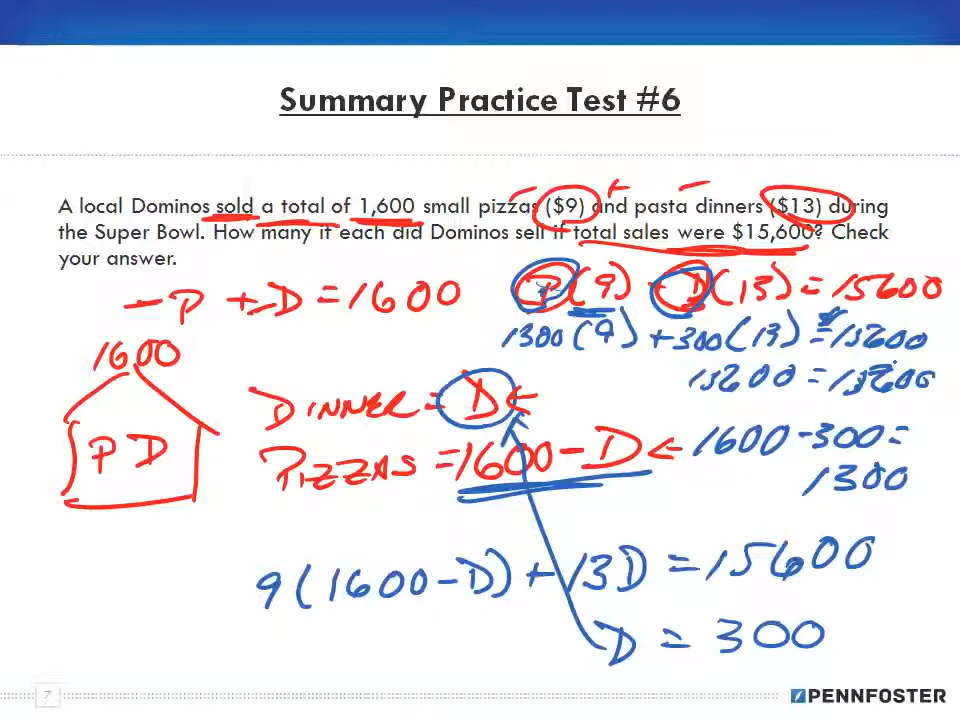 Summary Practice Test #6
A local Dominos sold a total of 1,600 small pizzas ($9) and pasta dinners ($13) during
the Super Bowl. How many if each did Dominos sell if total sales were $15,600? Check
your answer.
P + D = 1600
P(9) + D(13) = 15600
1300(9) + 300(13) = 15600
15600 = 15600
1600
P D
DINNER = D
PIZZAS = 1600 - D
1600 - 300 =
1300
9(1600 - D) + 13D = 15600
D = 300
7
PENNFOSTER